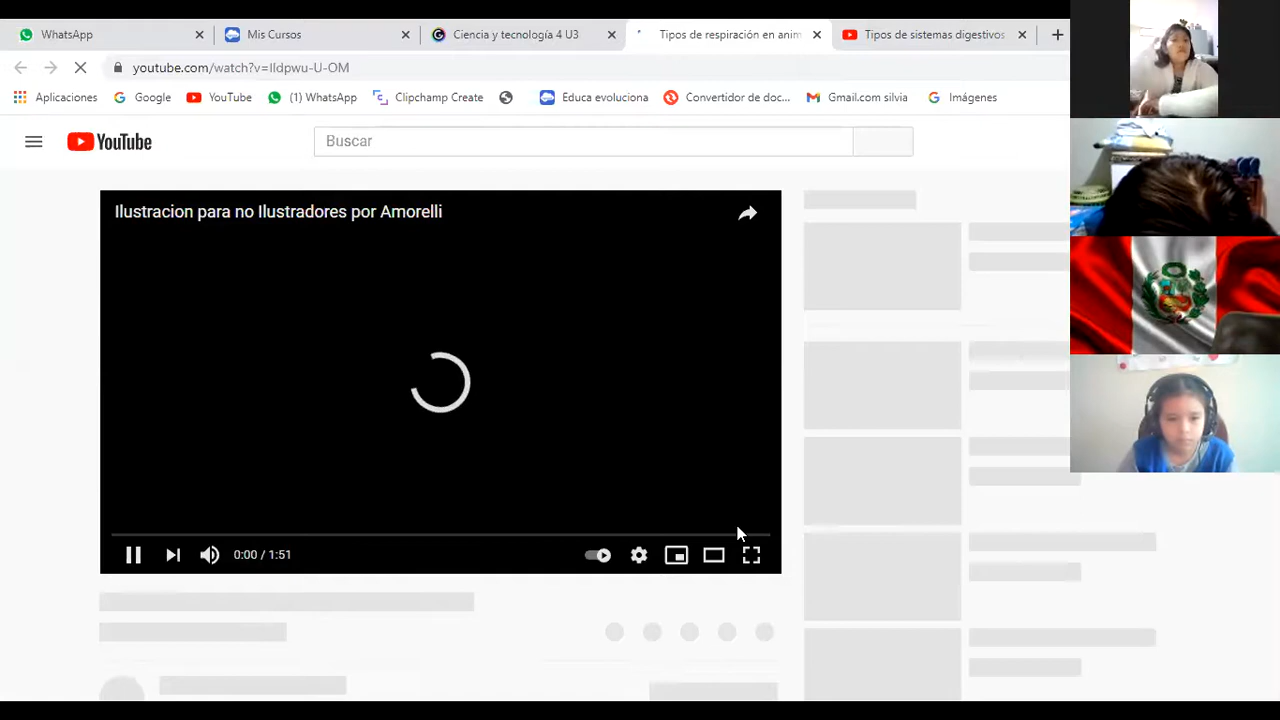 WhatsApp
Mis Cursos
Ciencia y tecnología 4 U3
Tipos de respiración en anim
Tipos de sistemas digestivos
youtube.com/watch?v=Ildpwu-U-OM
Aplicaciones
Google
YouTube
(1) WhatsApp
Clipchamp Create
Educa evoluciona
Convertidor de doc...
Gmail.com silvia
Imágenes
YouTube
Buscar
Ilustracion para no Ilustradores por Amorelli
0:00 / 1:51